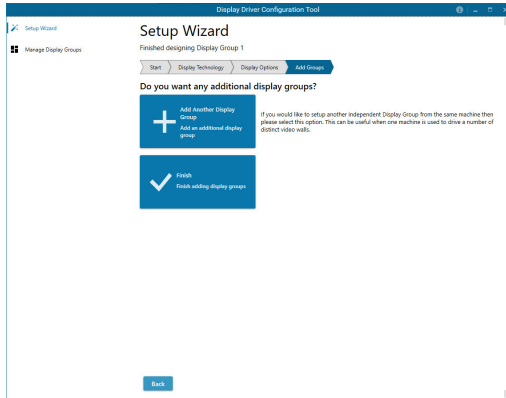 Display Driver Configuration Tool
Setup Wizard
Manage Display Groups
Setup Wizard
Finished designing Display Group 1
Start
Display Technology
Display Options
Add Groups
Do you want any additional display groups?
Add Another Display
Group
Add an additional display
group
If you would like to setup another independent Display Group from the same machine then
please select this option. This can be useful when one machine is used to drive a number of
distinct video walls.
Finish
Finish adding display groups
Back